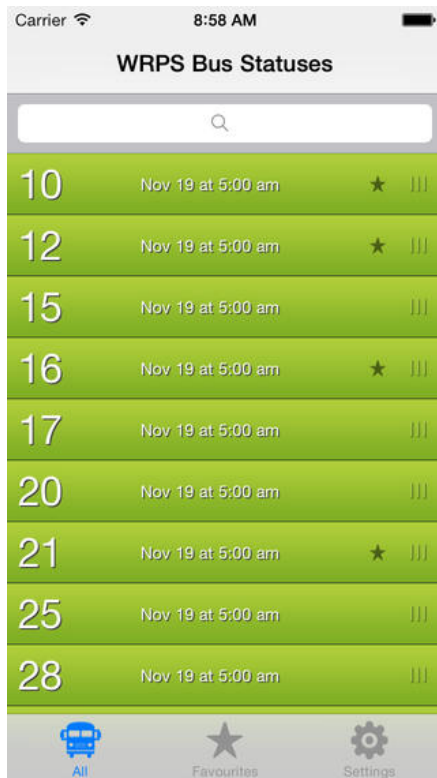 Carrier 8:58 AM
WRPS Bus Statuses
10 Nov 19 at 5:00 am
12 Nov 19 at 5:00 am
15 Nov 19 at 5:00 am
16 Nov 19 at 5:00 am
17 Nov 19 at 5:00 am
20 Nov 19 at 5:00 am
21 Nov 19 at 5:00 am
25 Nov 19 at 5:00 am
28 Nov 19 at 5:00 am
All Favourites Settings